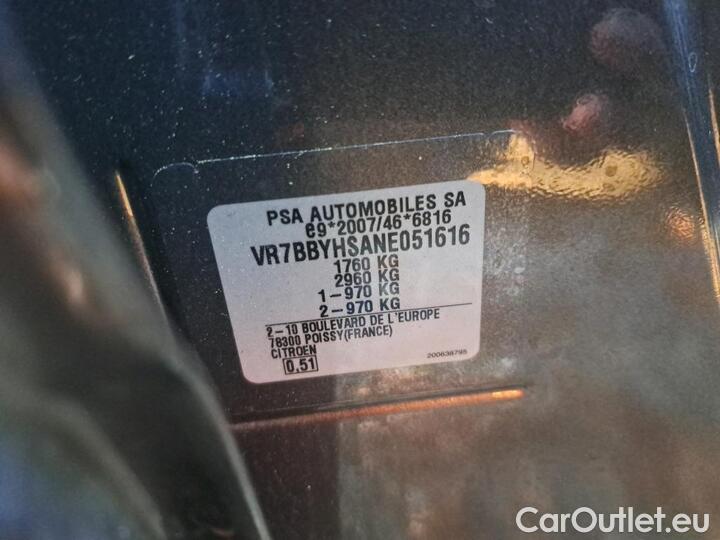 PSA AUTOMOBILES SA
e9*2007/46*6816
VR7BBYHSANE051616
1760 KG
2960 KG
1-970 KG
2-970 KG
2-10 BOULEVARD DE L'EUROPE
78300 POISSY(FRANCE)
CITROEN
0,51
200638795
CarOutlet.eu